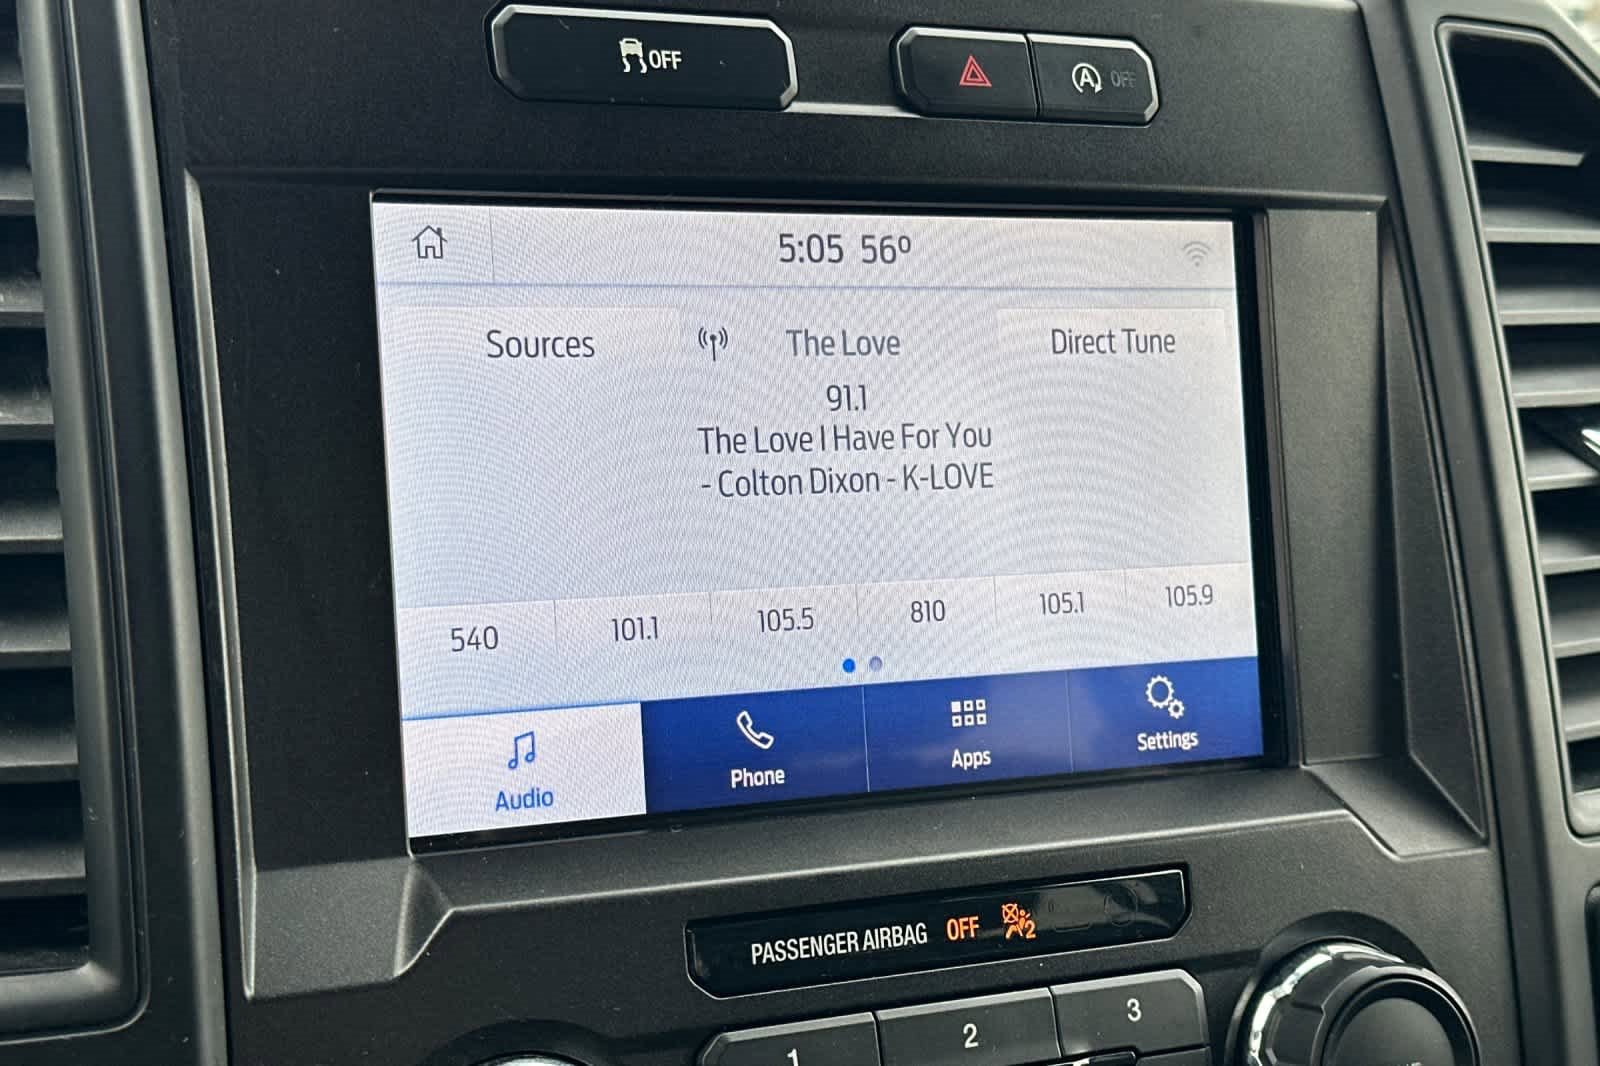 OFF
A OFF
5:05 56º
Sources The Love Direct Tune
91.1
The Love I Have For You
- Colton Dixon - K-LOVE
540 101.1 105.5 810 105.1 105.9
Audio Phone Apps Settings
PASSENGER AIRBAG OFF 2
1 2 3